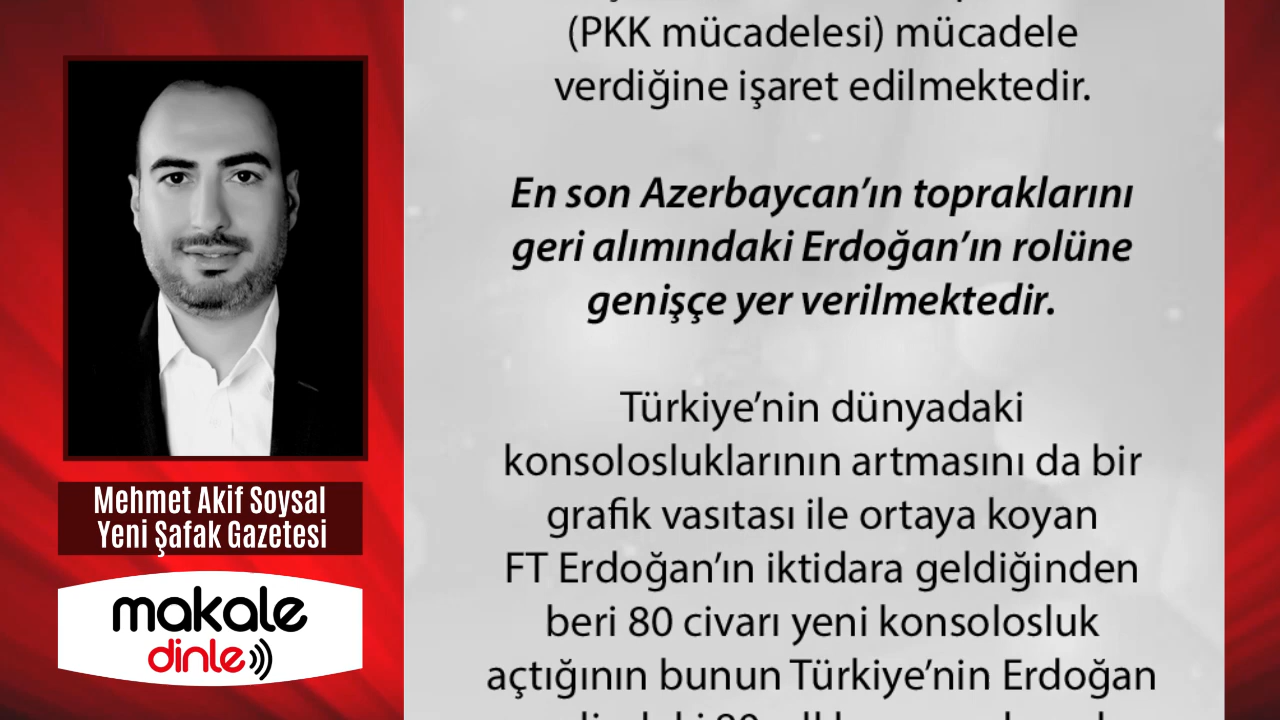 (PKK mücadelesi) mücadele
verdiğine işaret edilmektedir.
En son Azerbaycan’ın topraklarını
geri alımındaki Erdoğan’ın rolüne
genişçe yer verilmektedir.
Türkiye’nin dünyadaki
konsolosluklarının artmasını da bir
grafik vasıtası ile ortaya koyan
FT Erdoğan’ın iktidara geldiğinden
beri 80 civarı yeni konsolosluk
açtığının bunun Türkiye’nin Erdoğan
Mehmet Akif Soysal
Yeni Şafak Gazetesi
makale
dinle